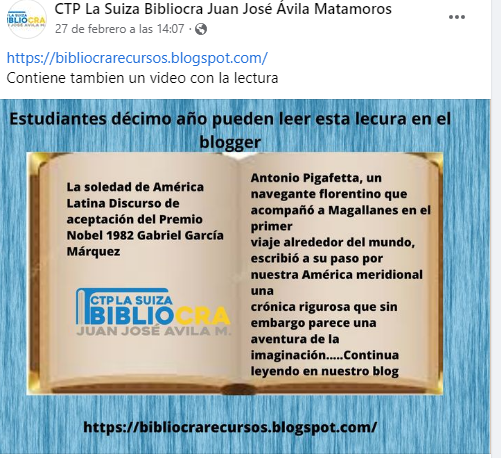 CTP La Suiza Bibliocra Juan José Ávila Matamoros
27 de febrero a las 14:07 ·
https://bibliocrarecursos.blogspot.com/
Contiene tambien un video con la lectura
Estudiantes décimo año pueden leer esta lecura en el
blogger
La soledad de América
Latina Discurso de
aceptación del Premio
Nobel 1982 Gabriel García
Márquez
CTP LA SUIZA
BIBLIOCRA
JUAN JOSÉ AVILA M.
Antonio Pigafetta, un
navegante florentino que
acompañó a Magallanes en el
primer
viaje alrededor del mundo,
escribió a su paso por
nuestra América meridional
una
crónica rigurosa que sin
embargo parece una
aventura de la
imaginación.....Continua
leyendo en nuestro blog
https://bibliocrarecursos.blogspot.com/